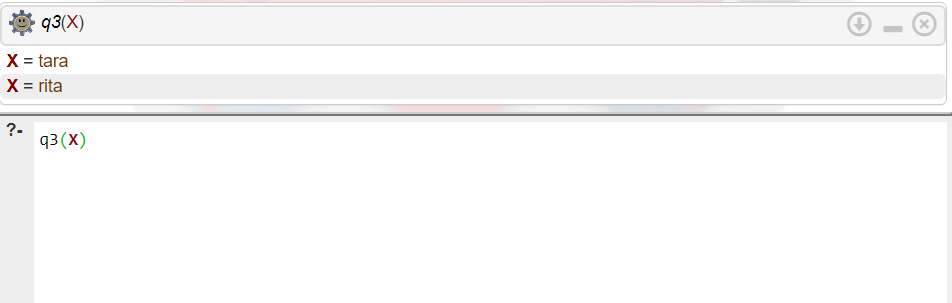 q3(X)
X = tara
X = rita
?- q3(X)